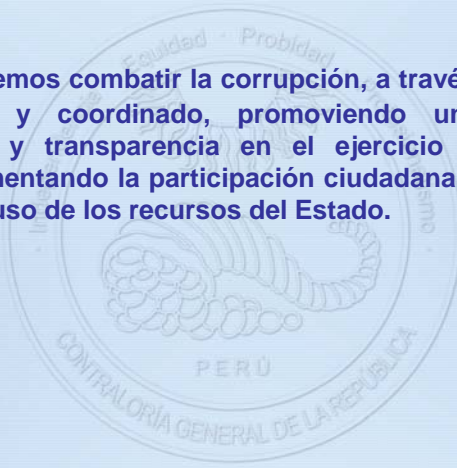 Equidad - Probidad
emos combatir la corrupción, a travé
y coordinado, promoviendo un
y transparencia en el ejercicio
entando la participación ciudadana
uso de los recursos del Estado.
PERÚ
CONTRALORÍA GENERAL DE LA REPÚBLICA